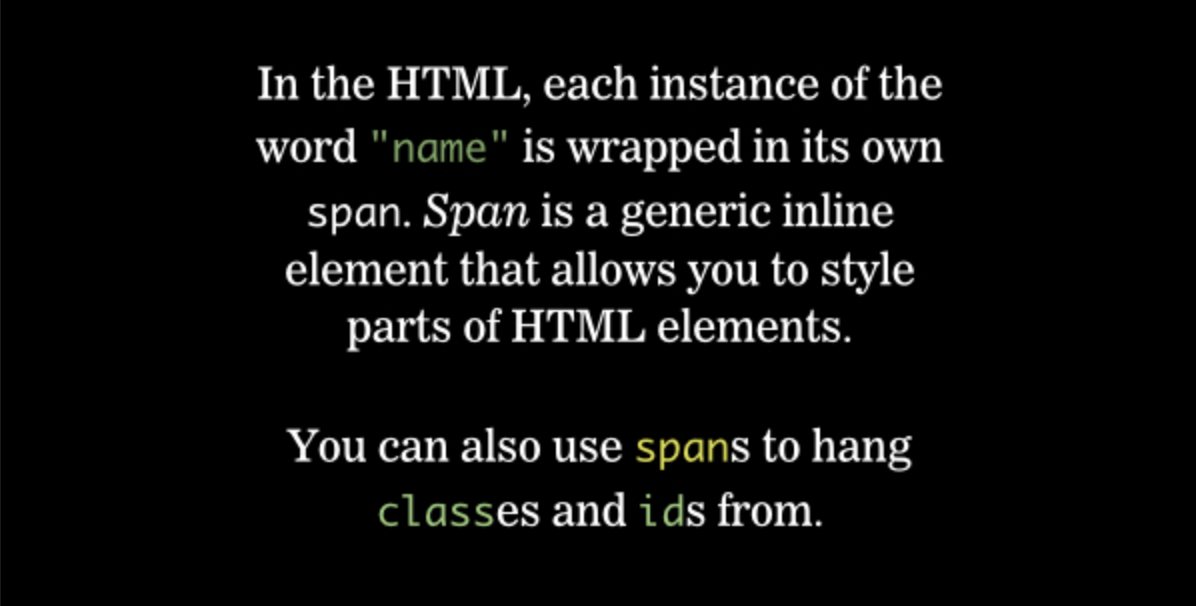 In the HTML, each instance of the
word "name" is wrapped in its own
span. Span is a generic inline
element that allows you to style
parts of HTML elements.
You can also use spans to hang
classes and ids from.